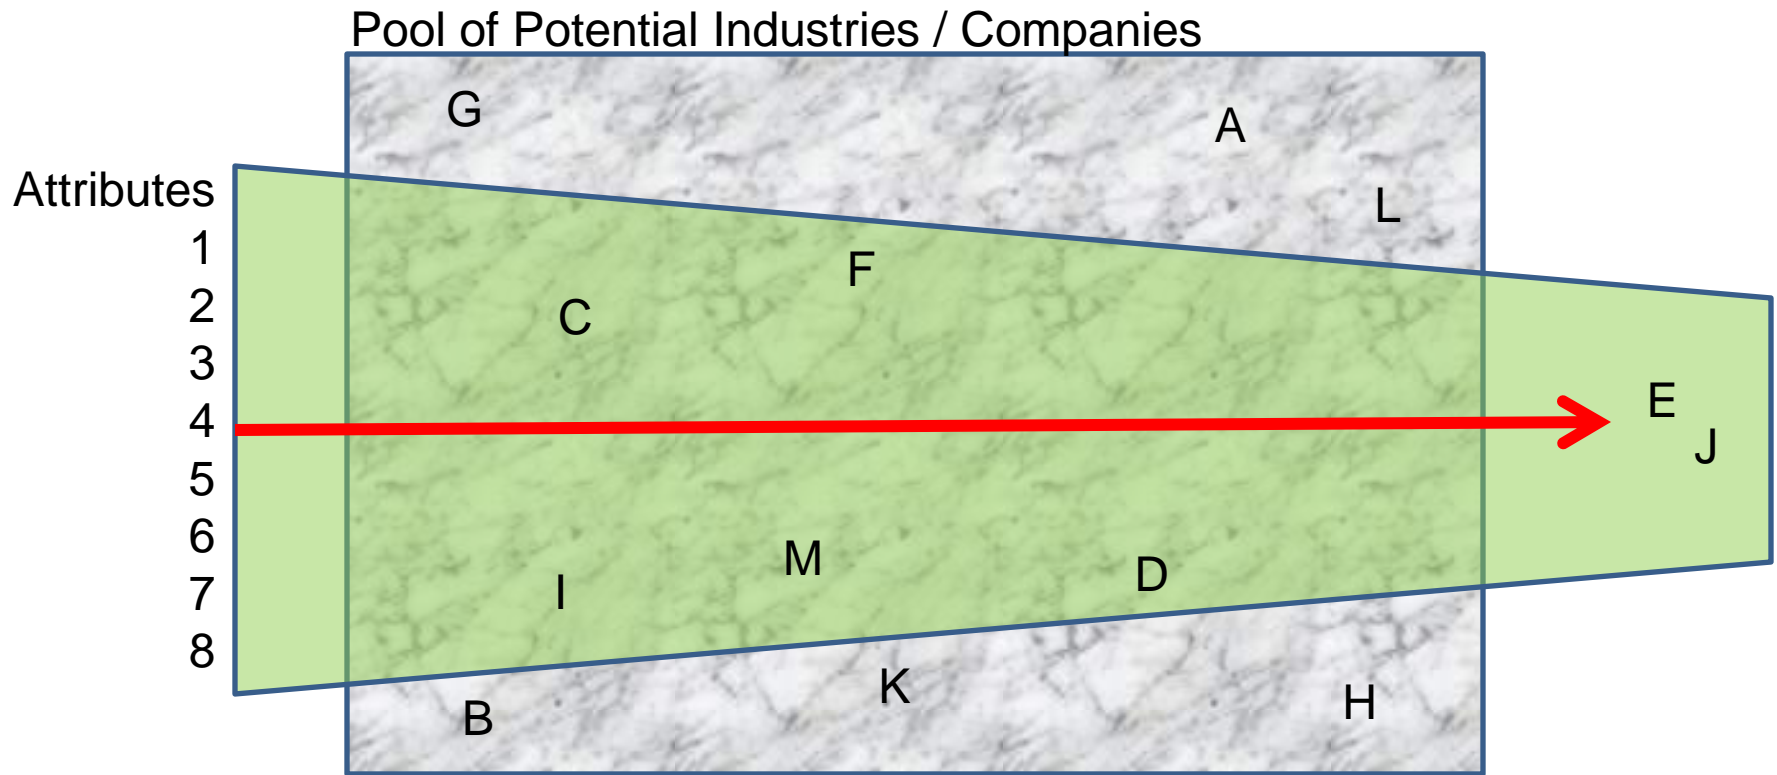 Pool of Potential Industries / Companies
G
A
Attributes
L
1
F
2
C
3
4
E
J
5
6
M
D
7
I
8
K
H
B